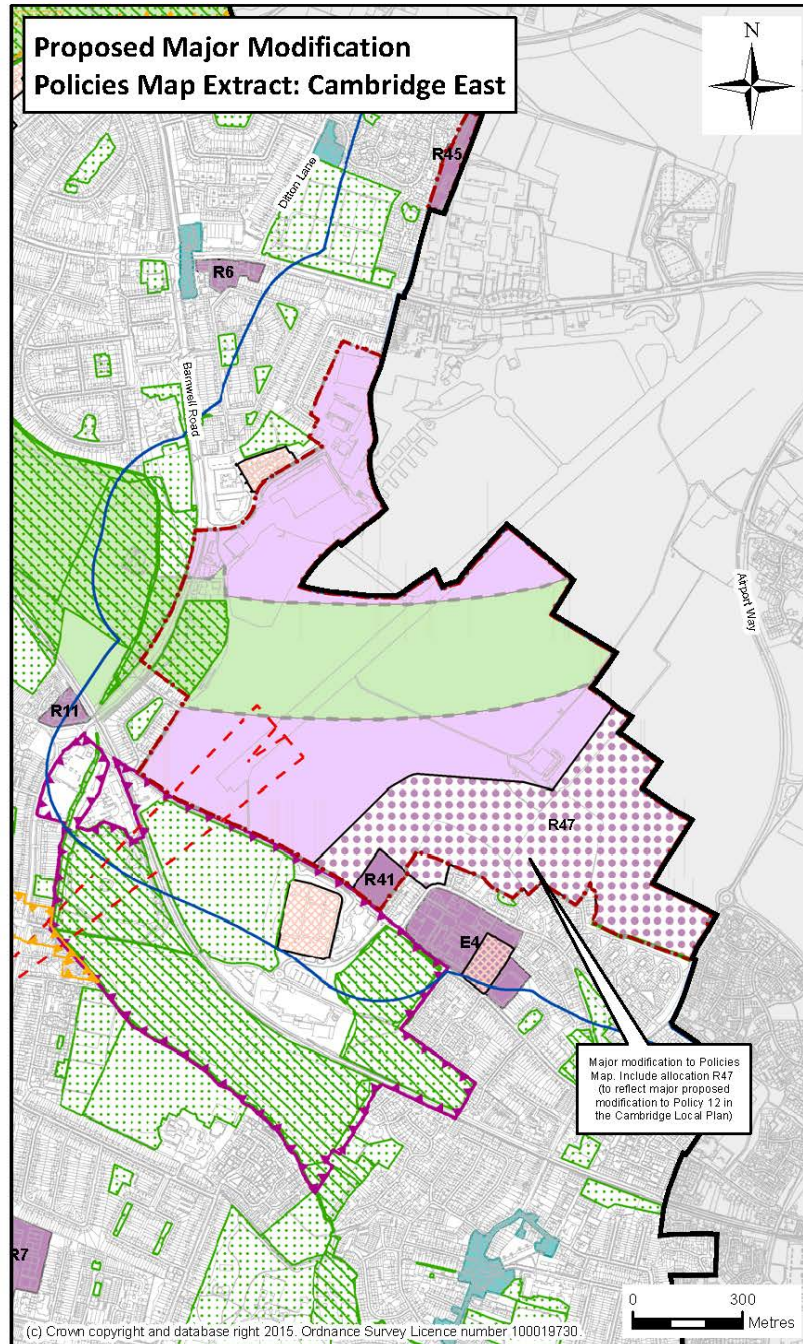 Proposed Major Modification
Policies Map Extract: Cambridge East
N
R45
Ditton Lane
R6
Barnwell Road
Airport Way
R11
R47
R41
E4
Major modification to Policies
Map. Include allocation R47
(to reflect major proposed
modification to Policy 12 in
the Cambridge Local Plan)
R7
0 300
Metres
(c) Crown copyright and database right 2015. Ordnance Survey Licence number 100019730.